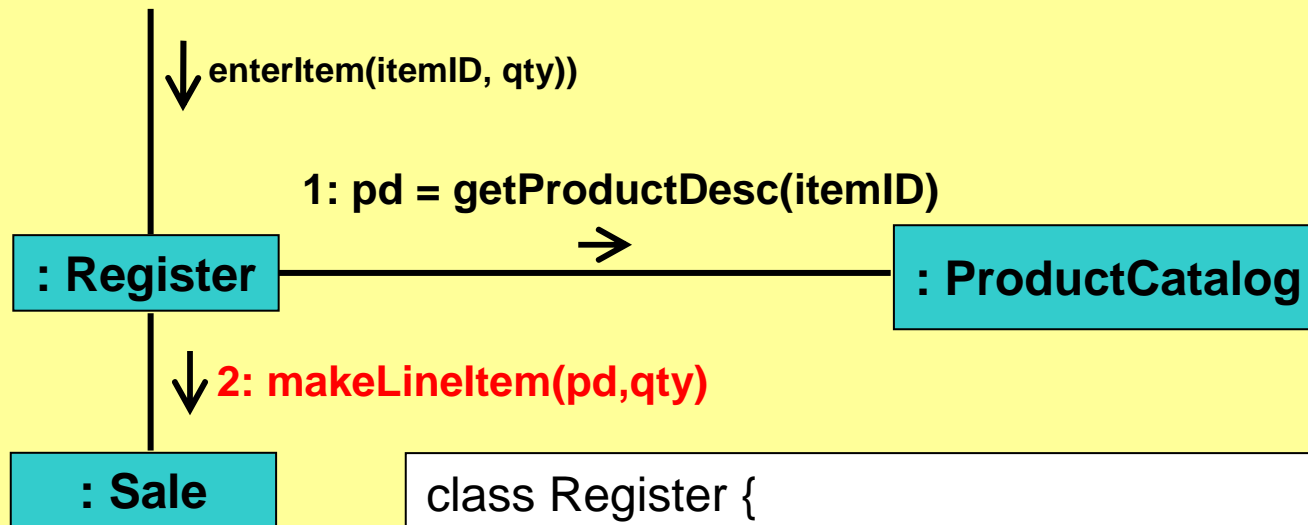 enterItem(itemID, qty))
1: pd = getProductDesc(itemID)
: Register
: ProductCatalog
2: makeLineItem(pd,qty)
: Sale
class Register {